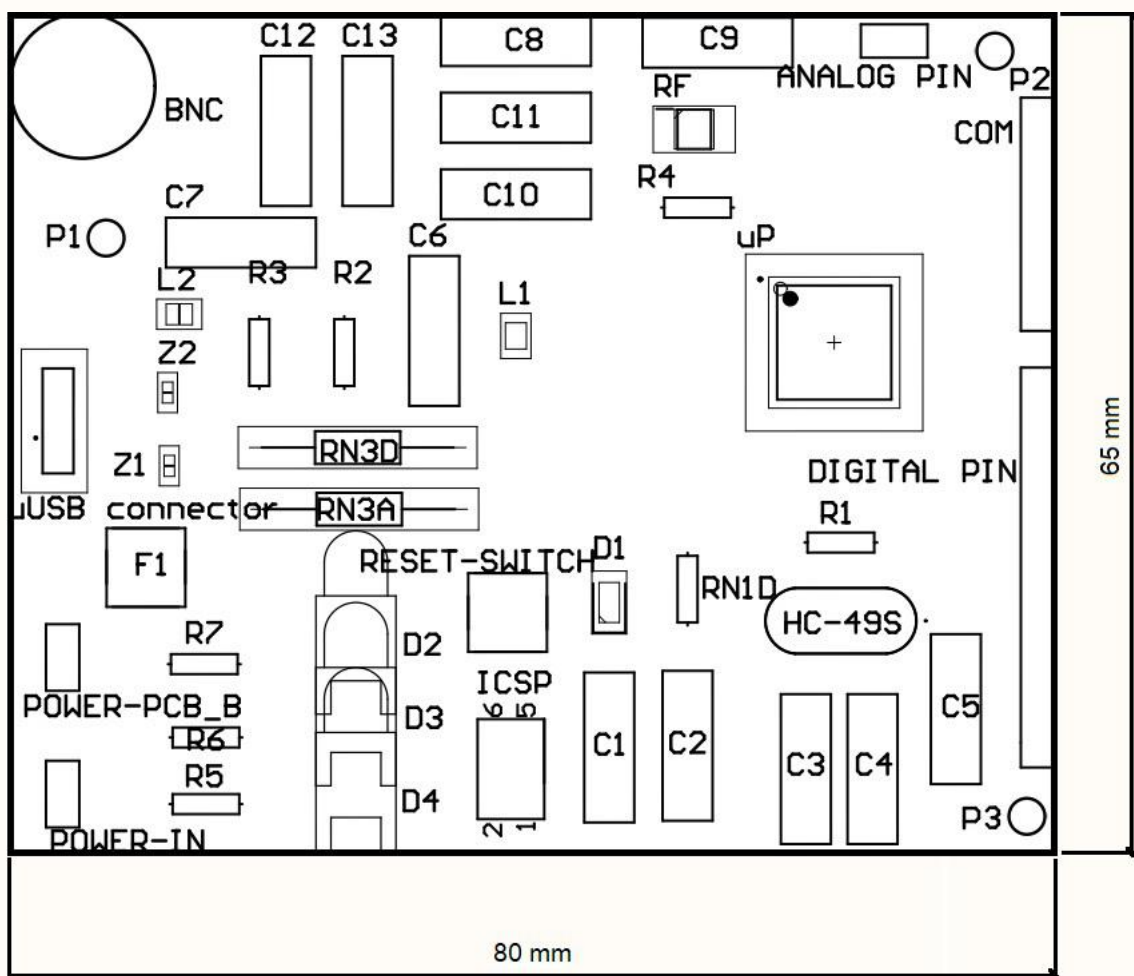 C12 C13 C8 C9
ANALOG PIN P2
RF
BNC C11 COM
R4
C7 C10
P1 C6 uP
L2 R3 R2 L1
Z2
RN3D
Z1 DIGITAL PIN
uUSB connector RN3A R1
F1 RESET-SWITCH D1
RN1D
HC-49S
R7 D2
ICSP
6 5
POWER-PCB_B D3 C5
R6 C1 C2
R5 C3 C4
D4
2 1 P3
POWER-IN
65 mm
80 mm